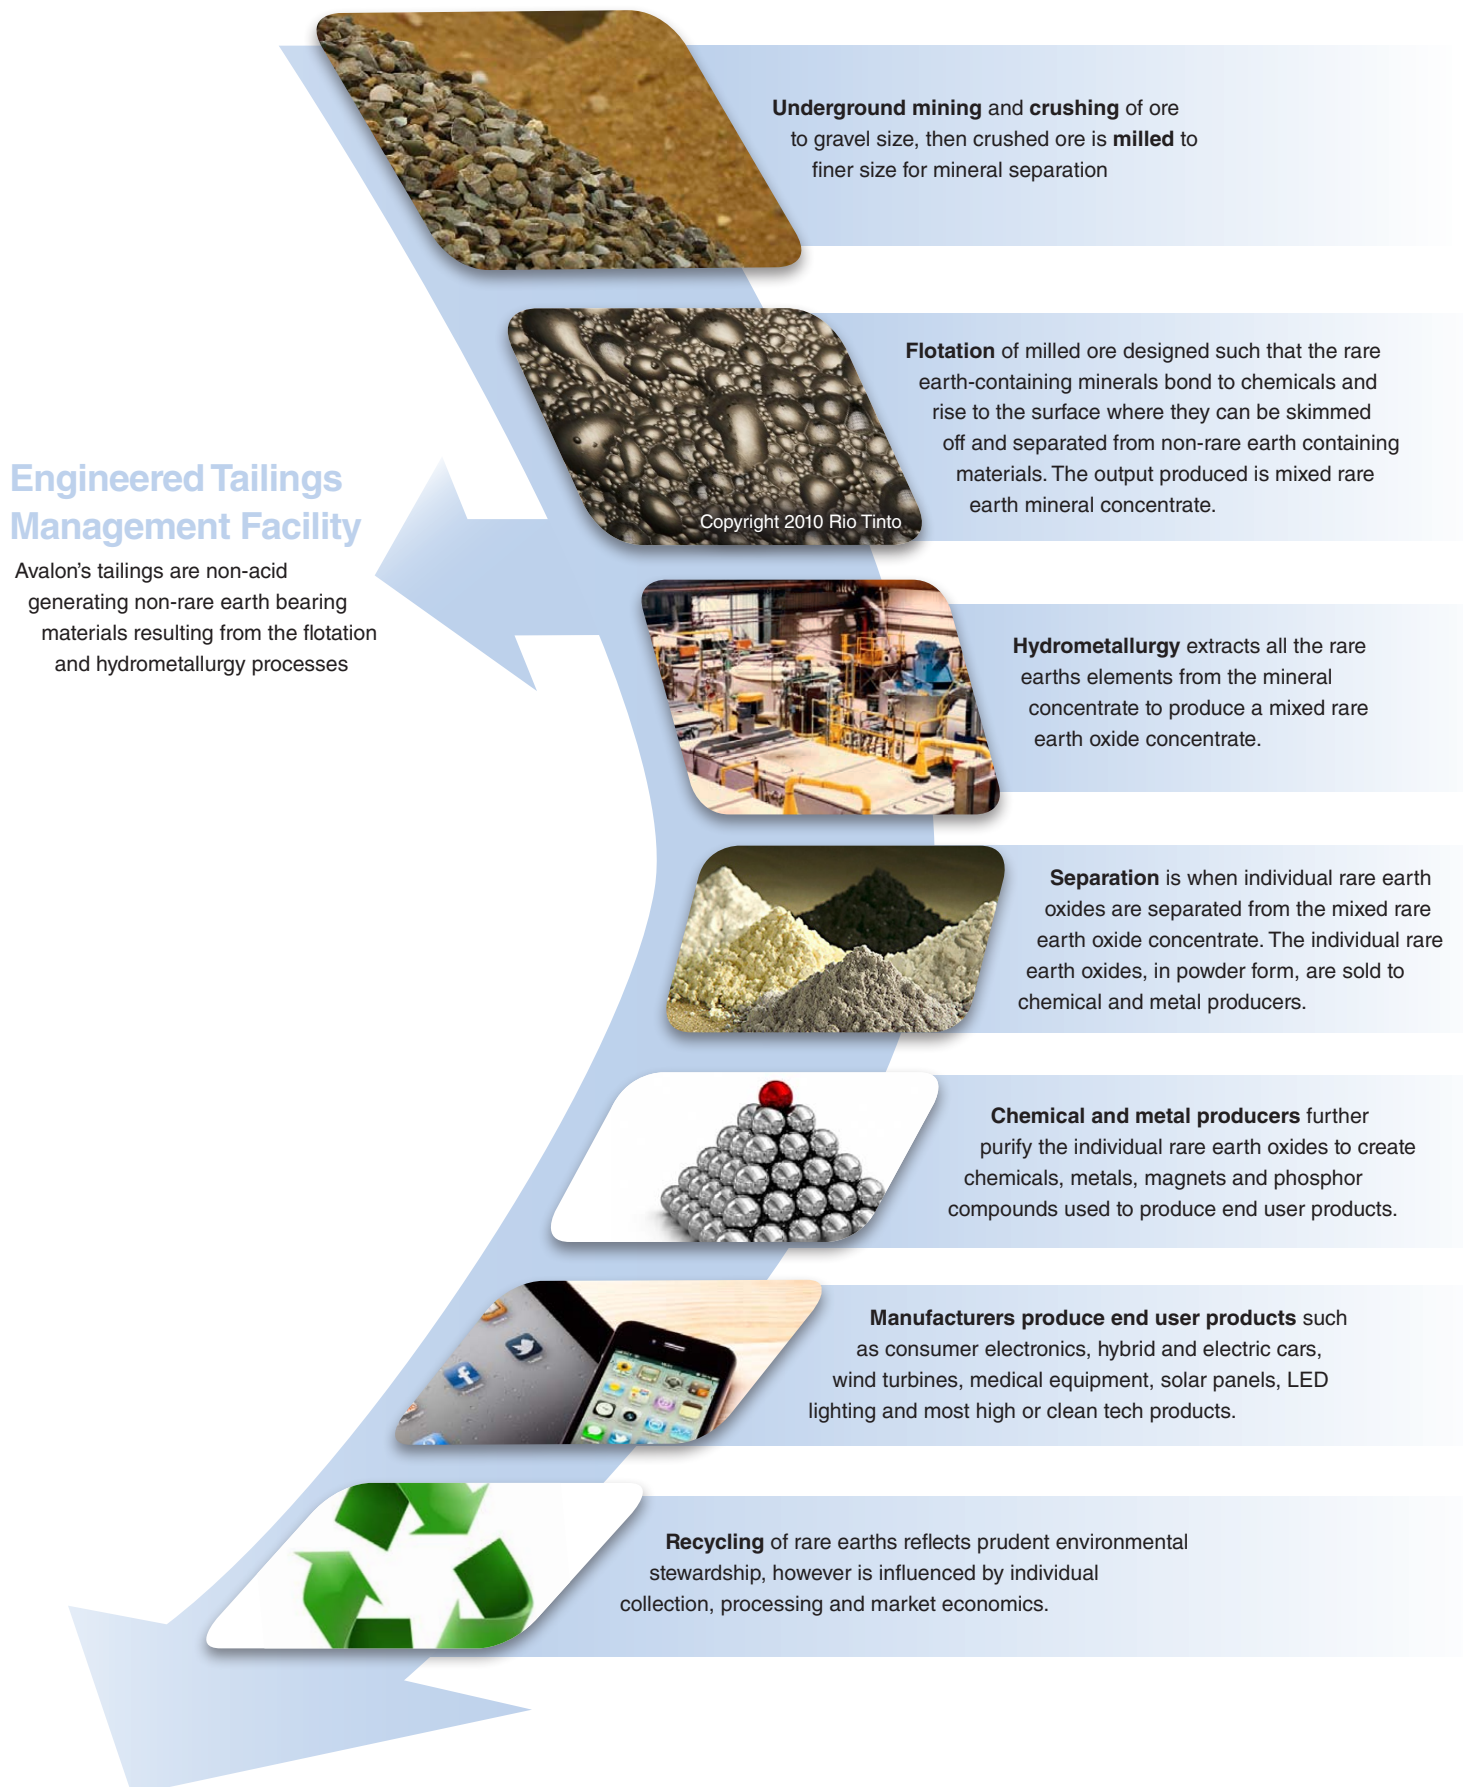 Underground mining and crushing of ore
to gravel size, then crushed ore is milled to
finer size for mineral separation
Flotation of milled ore designed such that the rare
earth-containing minerals bond to chemicals and
rise to the surface where they can be skimmed
off and separated from non-rare earth containing
materials. The output produced is mixed rare
earth mineral concentrate.
Copyright 2010 Rio Tinto
Engineered Tailings
Management Facility
Avalon’s tailings are non-acid
generating non-rare earth bearing
materials resulting from the flotation
and hydrometallurgy processes
Hydrometallurgy extracts all the rare
earths elements from the mineral
concentrate to produce a mixed rare
earth oxide concentrate.
Separation is when individual rare earth
oxides are separated from the mixed rare
earth oxide concentrate. The individual rare
earth oxides, in powder form, are sold to
chemical and metal producers.
Chemical and metal producers further
purify the individual rare earth oxides to create
chemicals, metals, magnets and phosphor
compounds used to produce end user products.
Manufacturers produce end user products such
as consumer electronics, hybrid and electric cars,
wind turbines, medical equipment, solar panels, LED
lighting and most high or clean tech products.
Recycling of rare earths reflects prudent environmental
stewardship, however is influenced by individual
collection, processing and market economics.